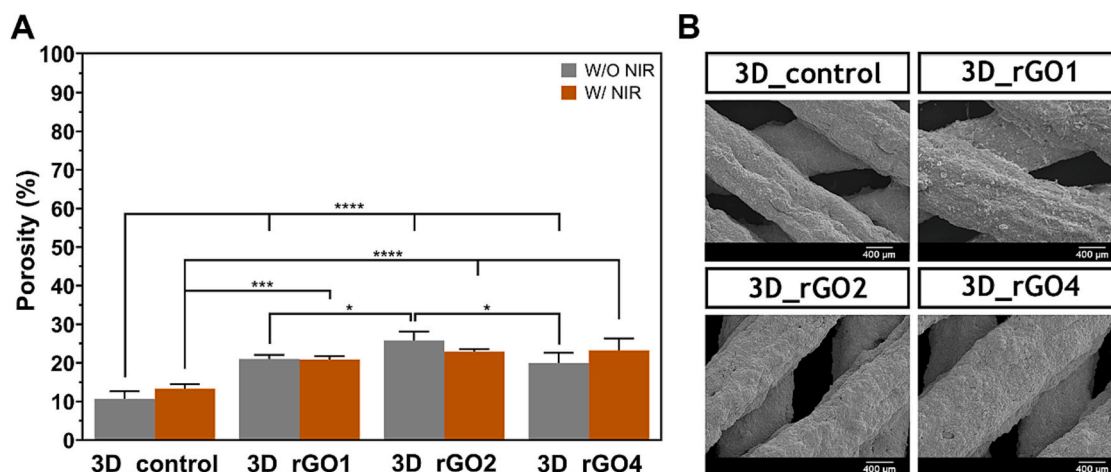 A
Porosity (%)
100
90
80
70
60
50
40
30
20
10
0
W/O NIR
W/ NIR
****
****
***
*
*
3D_control 3D_rGO1 3D_rGO2 3D_rGO4
B
3D_control 3D_rGO1
400 µm 400 µm
3D_rGO2 3D_rGO4
400 µm 400 µm